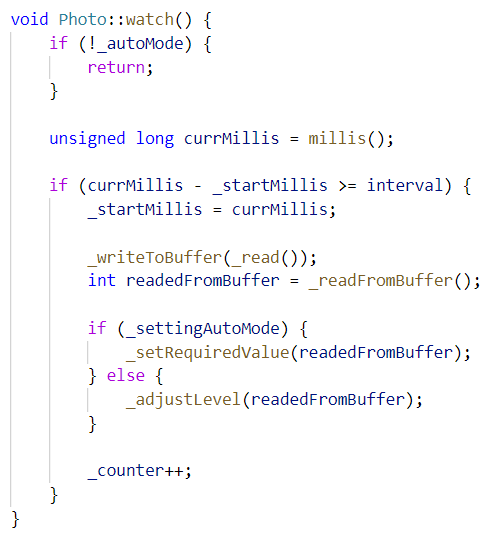 void Photo::watch() {
    if (!_autoMode) {
        return;
    }

    unsigned long currMillis = millis();

    if (currMillis - _startMillis >= interval) {
        _startMillis = currMillis;

        _writeToBuffer(_read());
        int readedFromBuffer = _readFromBuffer();

        if (_settingAutoMode) {
            _setRequiredValue(readedFromBuffer);
        } else {
            _adjustLevel(readedFromBuffer);
        }

        _counter++;
    }
}